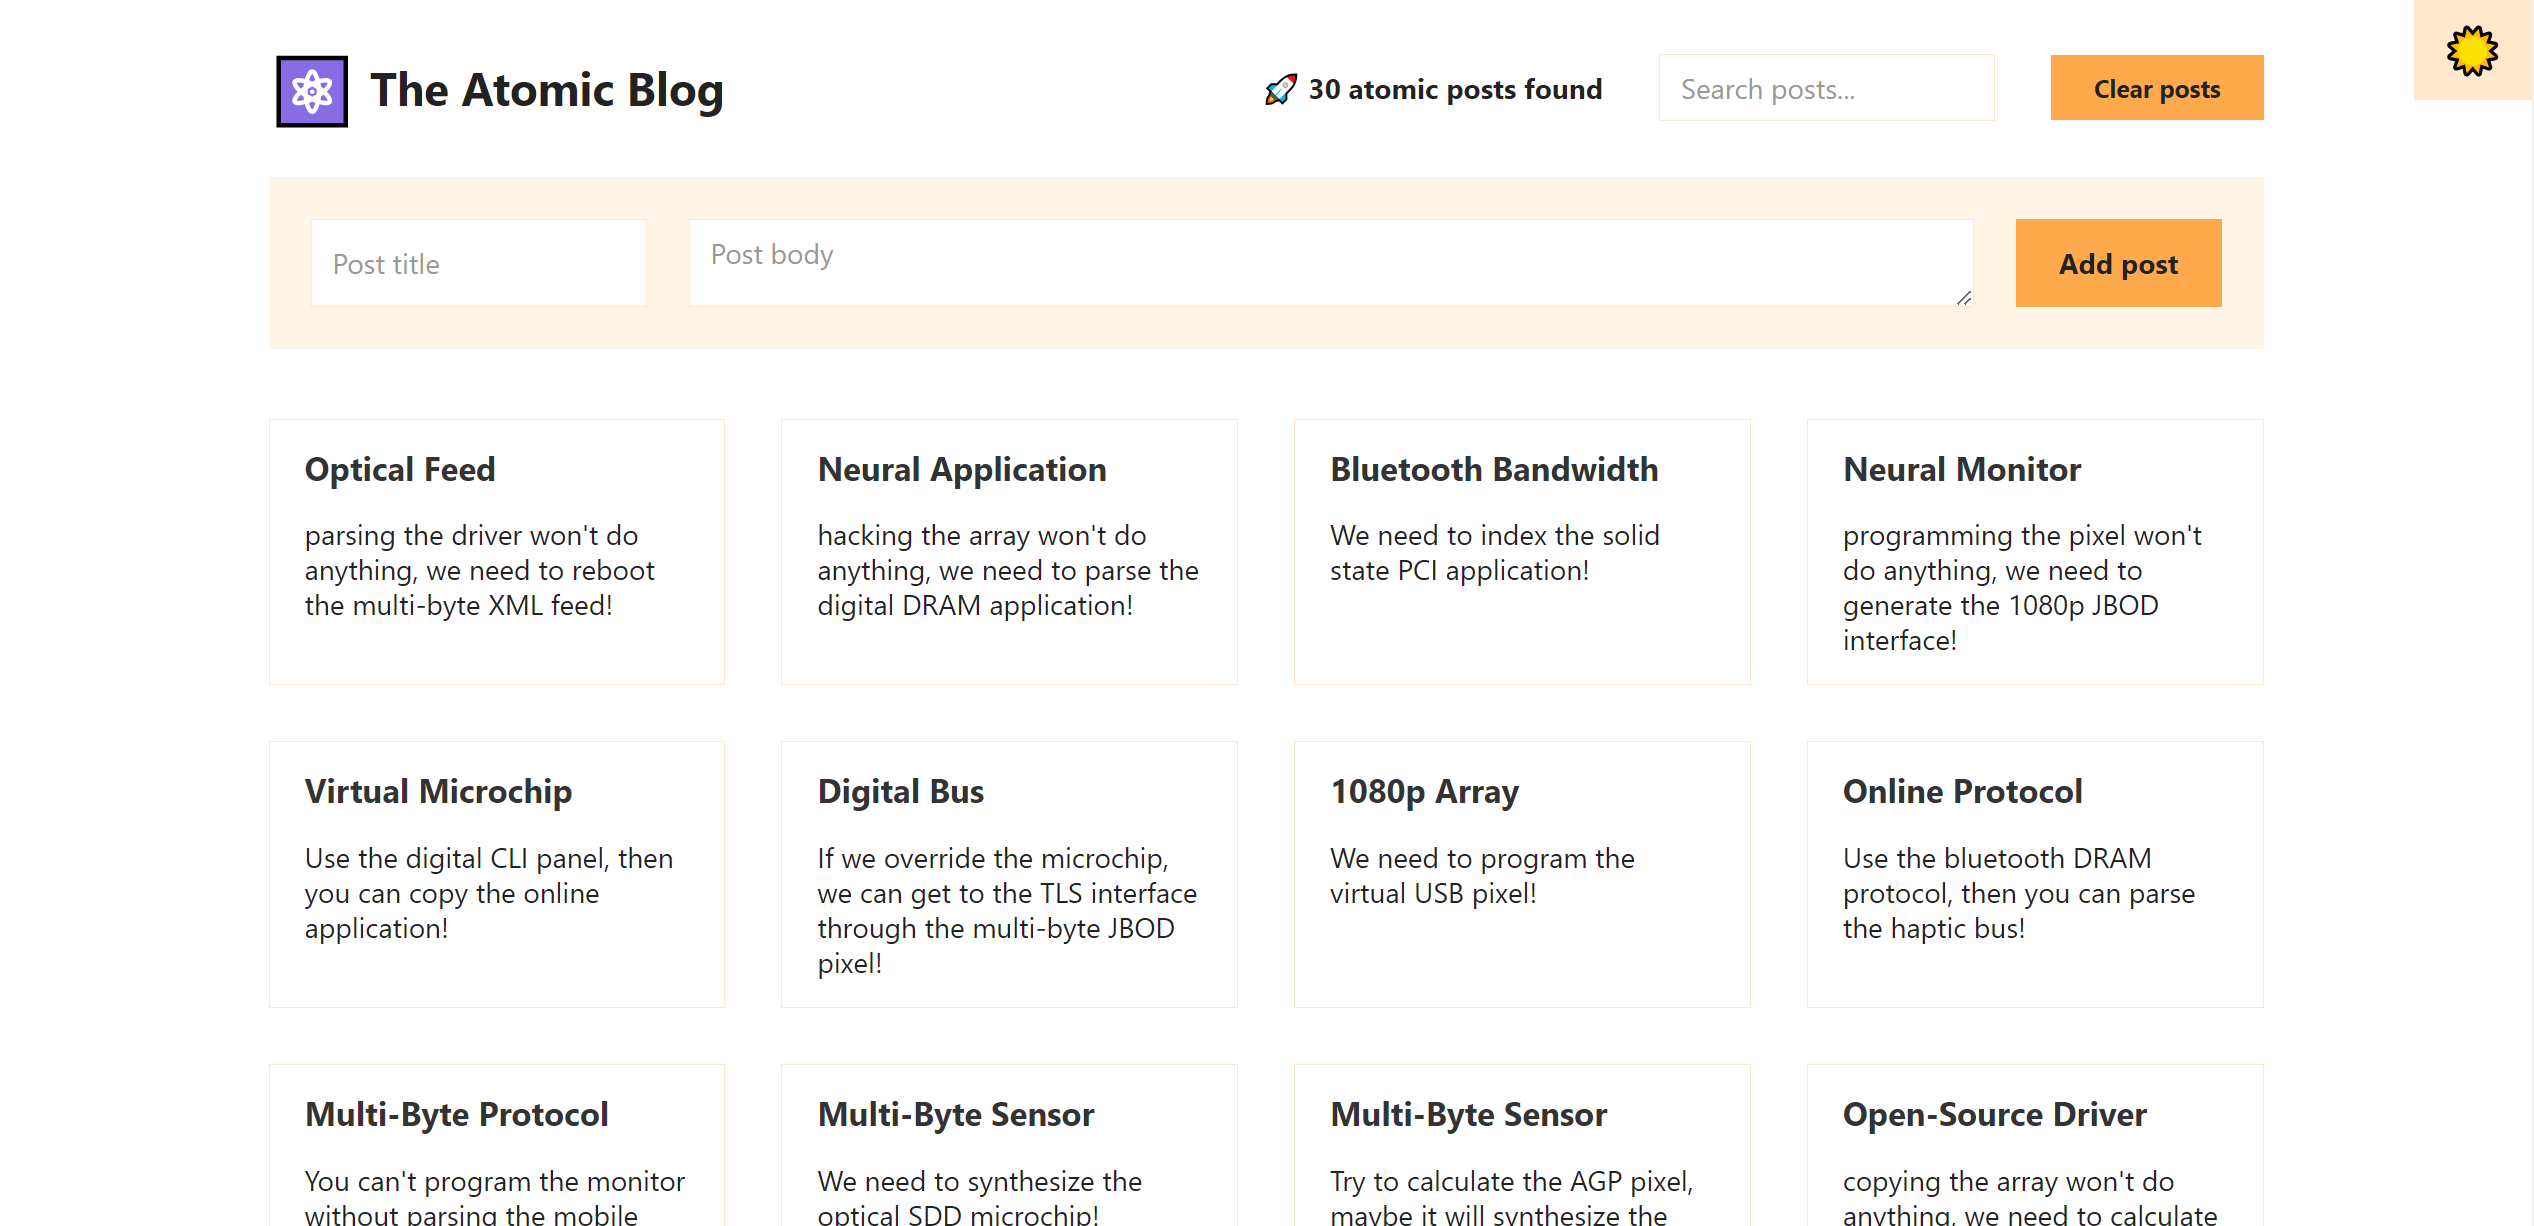 The Atomic Blog
30 atomic posts found
Search posts...
Clear posts
Post title
Post body
Add post
Optical Feed
parsing the driver won't do
anything, we need to reboot
the multi-byte XML feed!
Neural Application
hacking the array won't do
anything, we need to parse the
digital DRAM application!
Bluetooth Bandwidth
We need to index the solid
state PCI application!
Neural Monitor
programming the pixel won't
do anything, we need to
generate the 1080p JBOD
interface!
Virtual Microchip
Use the digital CLI panel, then
you can copy the online
application!
Digital Bus
If we override the microchip,
we can get to the TLS interface
through the multi-byte JBOD
pixel!
1080p Array
We need to program the
virtual USB pixel!
Online Protocol
Use the bluetooth DRAM
protocol, then you can parse
the haptic bus!
Multi-Byte Protocol
You can't program the monitor
without parsing the mobile
Multi-Byte Sensor
We need to synthesize the
optical SDD microchip!
Multi-Byte Sensor
Try to calculate the AGP pixel,
maybe it will synthesize the
Open-Source Driver
copying the array won't do
anything, we need to calculate